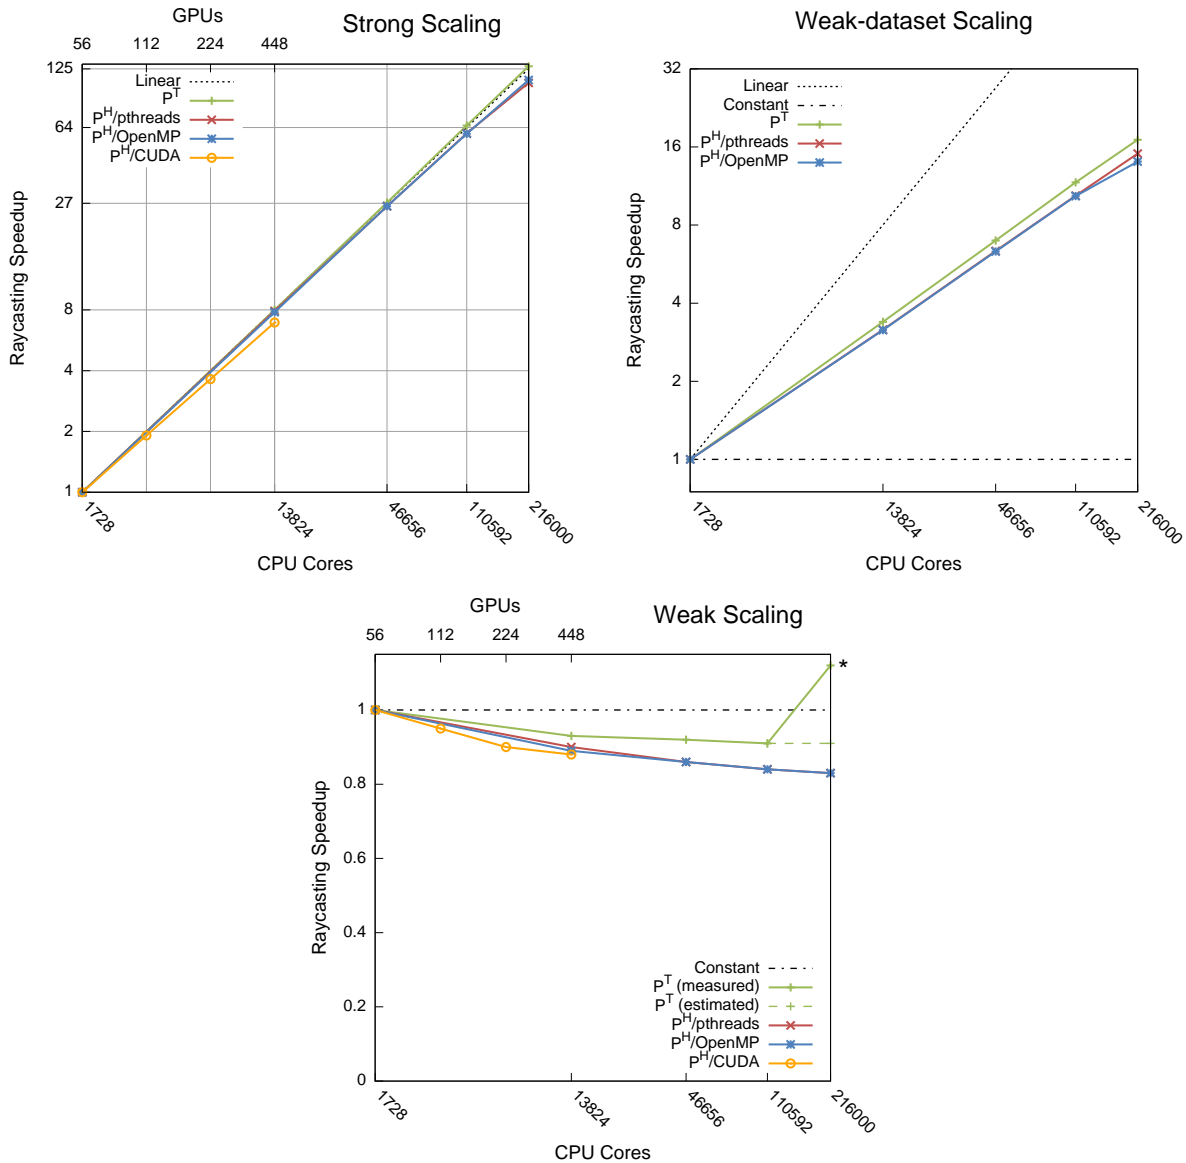 GPUs
Strong Scaling
56 112 224 448
125
64
27
8
4
2
1
Linear
P^T
P^H/pthreads
P^H/OpenMP
P^H/CUDA
Raycasting Speedup
1728 13824 46656 110592 216000
CPU Cores
Weak-dataset Scaling
32
16
8
4
2
1
Linear
Constant
P^T
P^H/pthreads
P^H/OpenMP
Raycasting Speedup
1728 13824 46656 110592 216000
CPU Cores
GPUs
Weak Scaling
56 112 224 448
*
1
0.8
0.6
0.4
0.2
0
Raycasting Speedup
Constant
P^T (measured)
P^T (estimated)
P^H/pthreads
P^H/OpenMP
P^H/CUDA
1728 13824 46656 110592 216000
CPU Cores